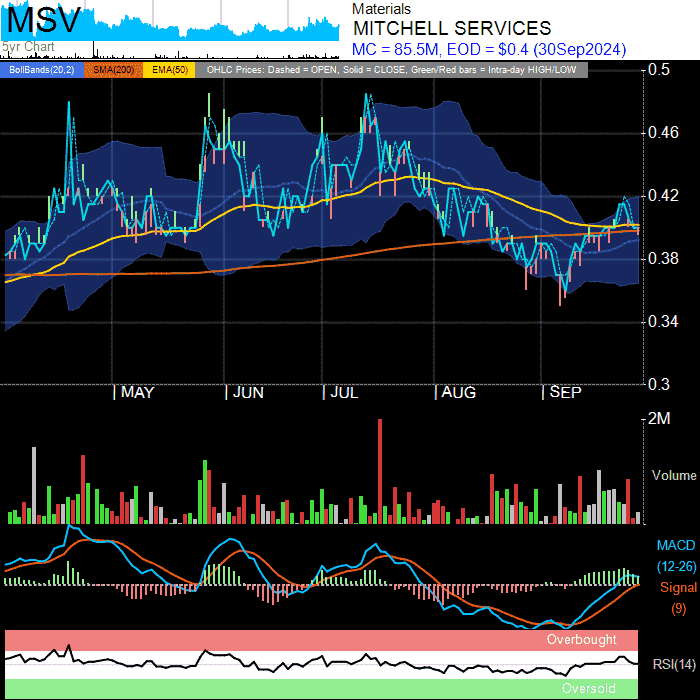 MSV
5yr Chart
Materials
MITCHELL SERVICES
MC = 85.5M, EOD = $0.4 (30Sep2024)
BollBands(20,2) SMA(200) EMA(50) OHLC Prices: Dashed = OPEN, Solid = CLOSE, Green/Red bars = Intra-day HIGH/LOW
0.5
0.46
0.42
0.38
0.34
0.3
MAY JUN JUL AUG SEP
2M
Volume
MACD
(12-26)
Signal
(9)
Overbought
RSI(14)
Oversold